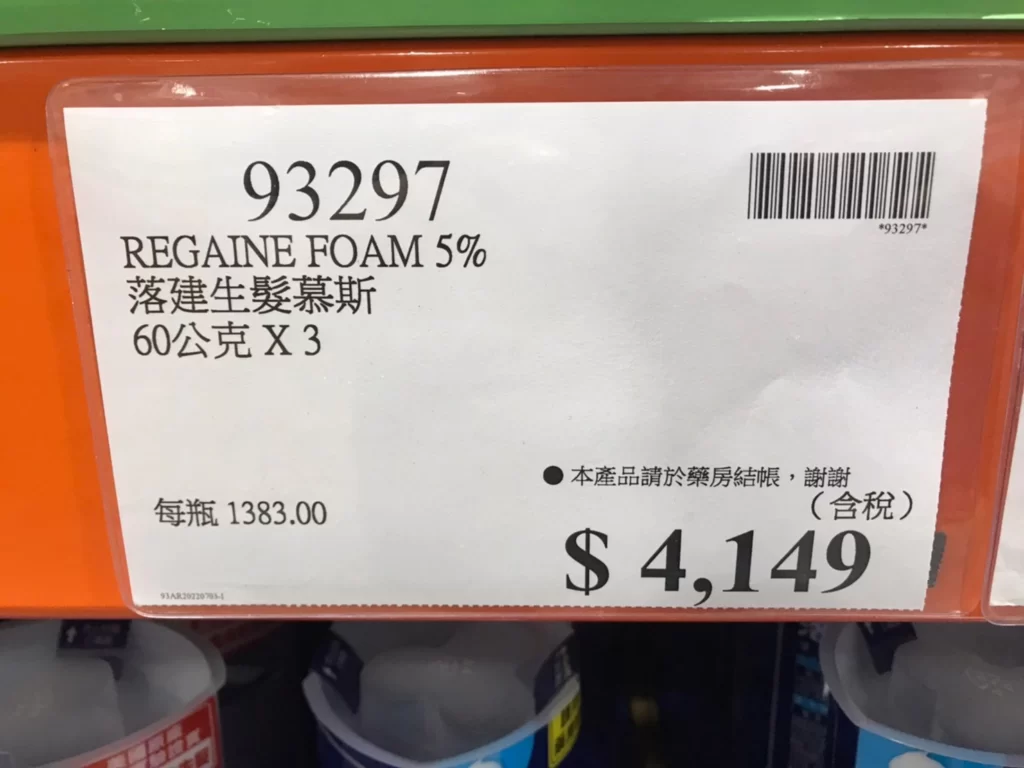 93297
*93297*
REGAINE FOAM 5%
落建生髮慕斯
60公克 X 3
●本產品請於藥房結帳，謝謝
每瓶 1383.00
（含稅）
$ 4,149